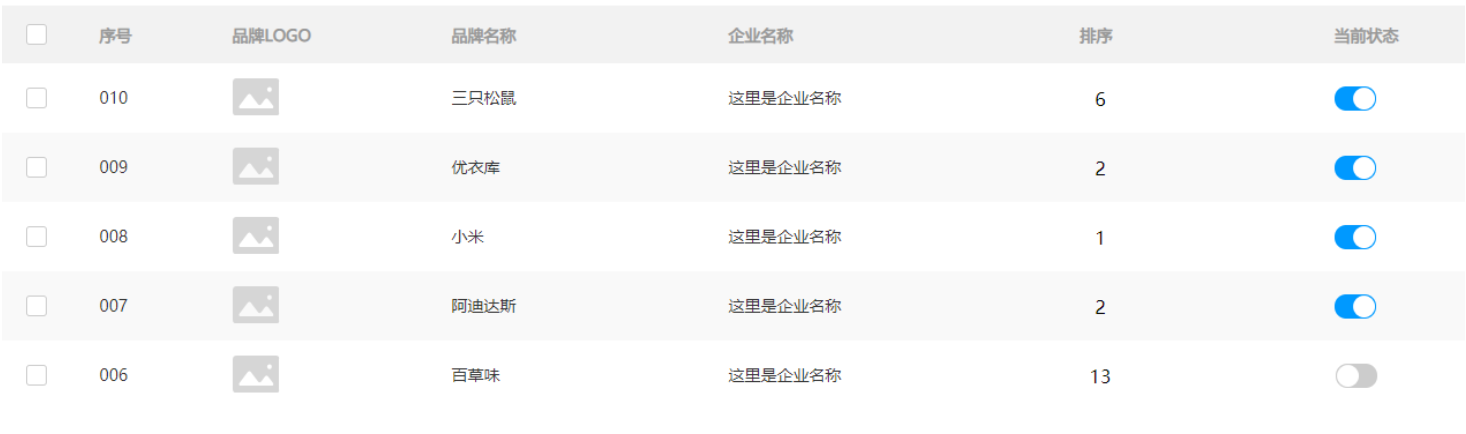 序号 品牌LOGO 品牌名称 企业名称 排序 当前状态
010 三只松鼠 这里是企业名称 6
009 优衣库 这里是企业名称 2
008 小米 这里是企业名称 1
007 阿迪达斯 这里是企业名称 2
006 百草味 这里是企业名称 13